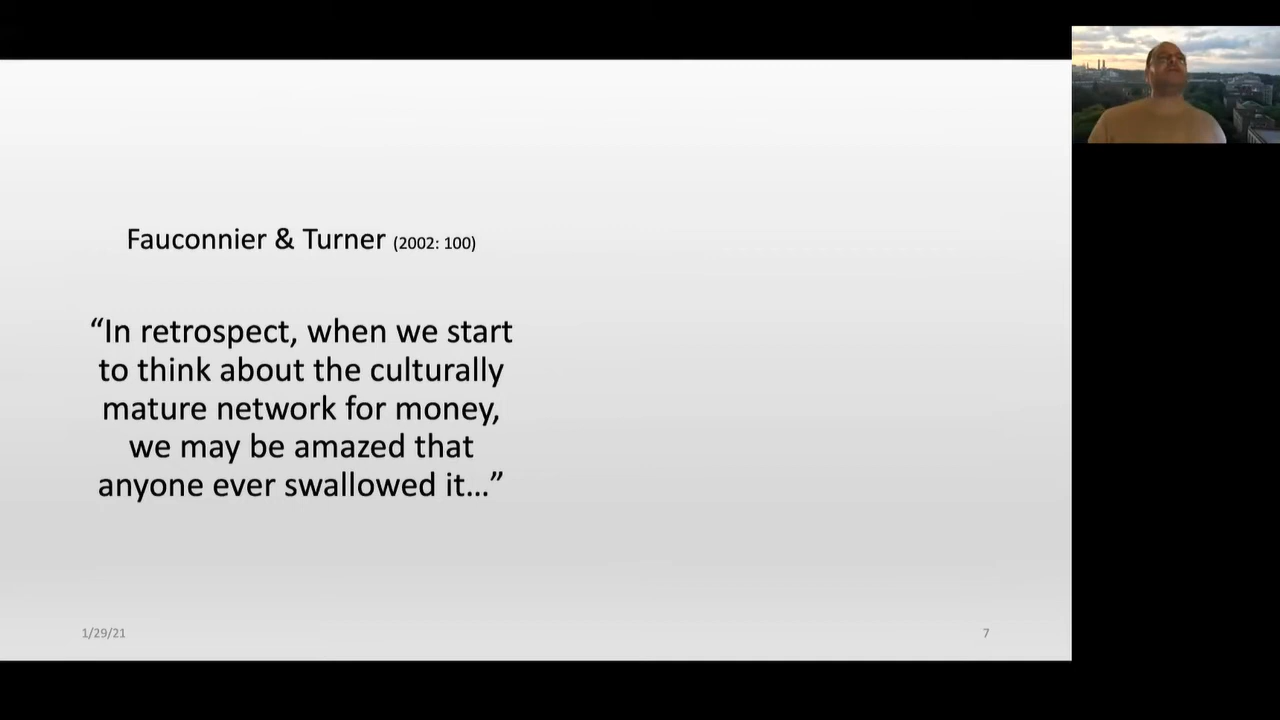 Fauconnier & Turner (2002: 100)
“In retrospect, when we start
to think about the culturally
mature network for money,
we may be amazed that
anyone ever swallowed it…”
1/29/21
7